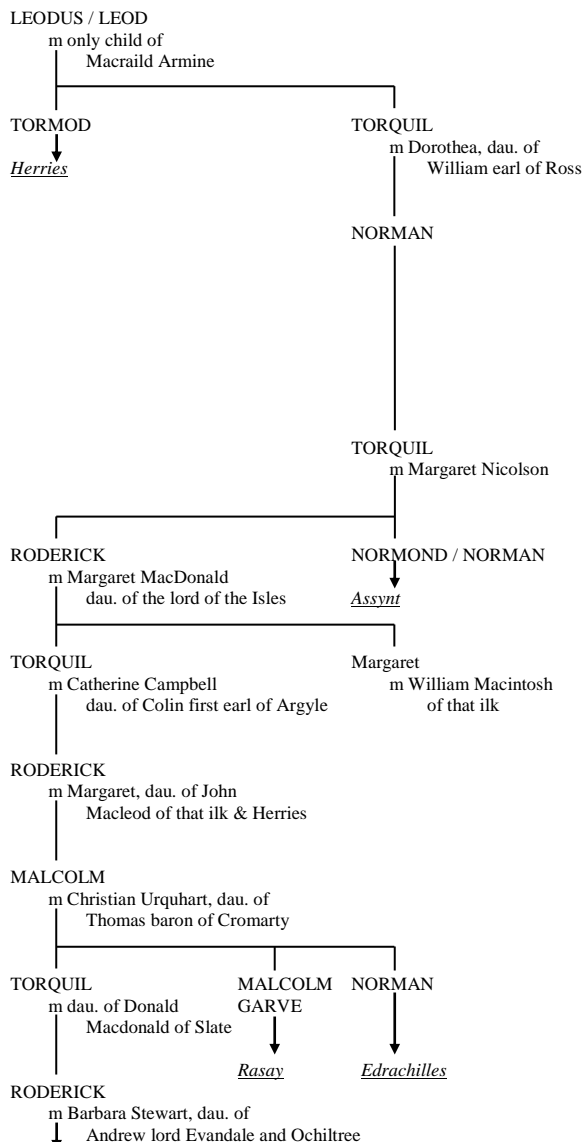 LEODUS / LEOD
m only child of
Macraild Armine
TORMOD
Herries
TORQUIL
m Dorothea, dau. of
William earl of Ross
NORMAN
TORQUIL
m Margaret Nicolson
RODERICK
m Margaret MacDonald
dau. of the lord of the Isles
NORMOND / NORMAN
Assynt
TORQUIL
m Catherine Campbell
dau. of Colin first earl of Argyle
Margaret
m William Macintosh
of that ilk
RODERICK
m Margaret, dau. of John
Macleod of that ilk & Herries
MALCOLM
m Christian Urquhart, dau. of
Thomas baron of Cromarty
TORQUIL
m dau. of Donald
Macdonald of Slate
MALCOLM
GARVE
Rasay
NORMAN
Edrachilles
RODERICK
m Barbara Stewart, dau. of
Andrew lord Evandale and Ochiltree